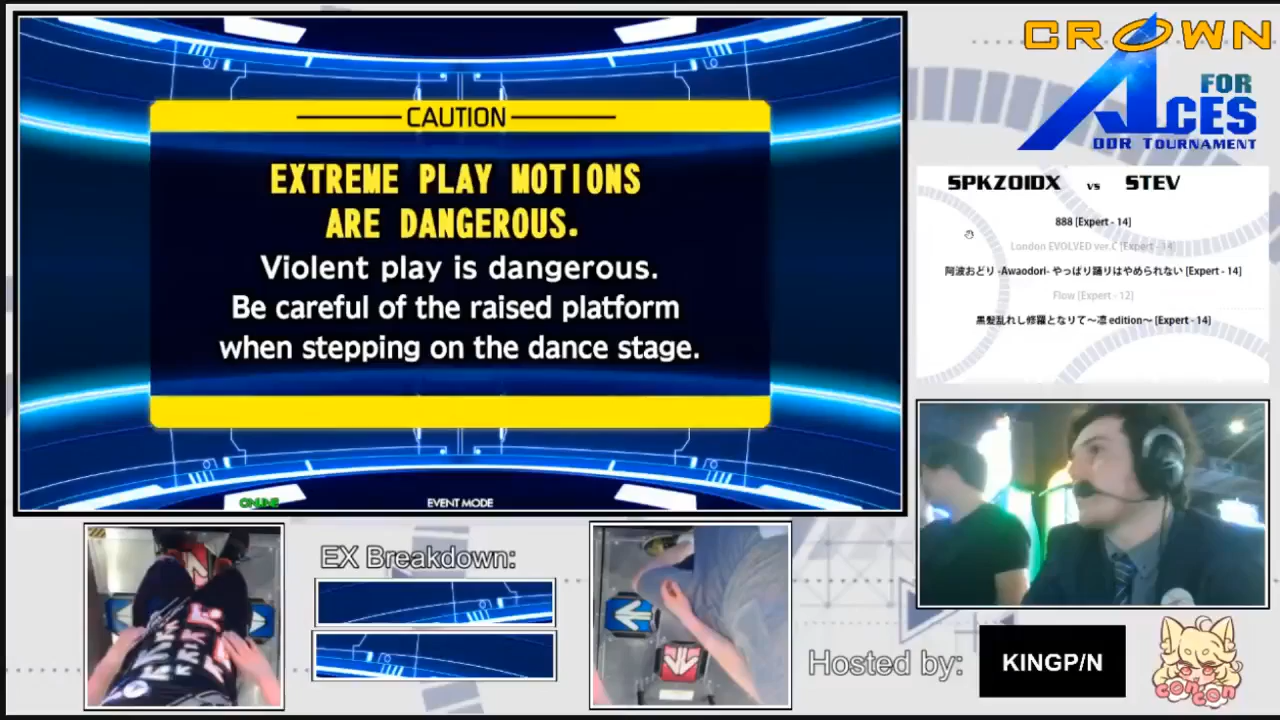 CAUTION
EXTREME PLAY MOTIONS
ARE DANGEROUS.
Violent play is dangerous.
Be careful of the raised platform
when stepping on the dance stage.
ONLINE
EVENT MODE
CROWN
FOR
ACES
DDR TOURNAMENT
SPKZOIDX vs STEV
888 [Expert - 14]
London EVOLVED ver.C [Expert - 14]
阿波おどり -Awaodori- やっぱり踊りはやめられない [Expert - 14]
Flow [Expert - 12]
黒髪乱れし修羅となりて～凛 edition～ [Expert - 14]
EX Breakdown:
Hosted by:
KINGP/N
concon